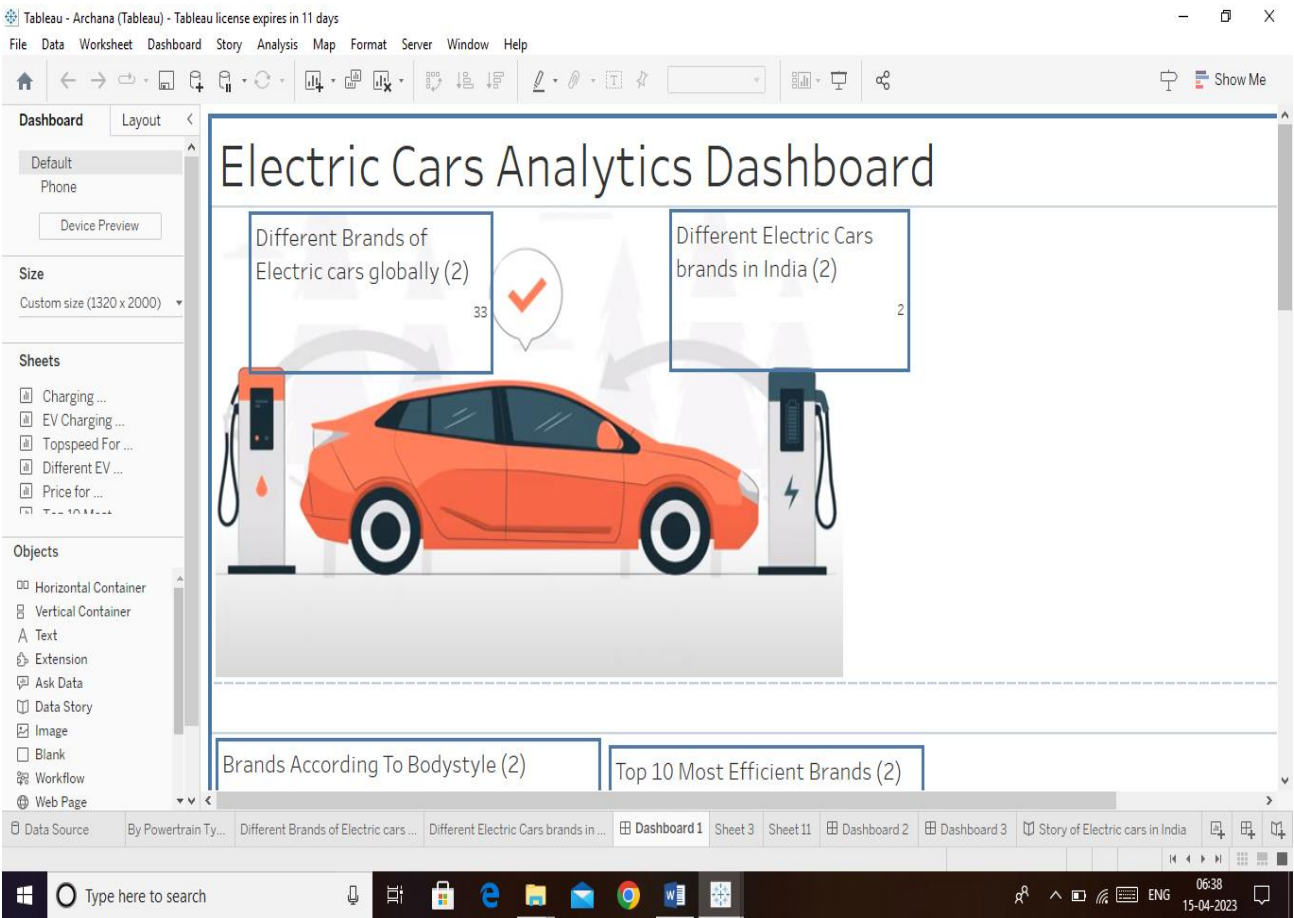 Tableau - Archana (Tableau) - Tableau license expires in 11 days
File Data Worksheet Dashboard Story Analysis Map Format Server Window Help
Show Me
Dashboard Layout
Default
Phone
Device Preview
Size
Custom size (1320 x 2000)
Sheets
Charging ...
EV Charging ...
Topspeed For ...
Different EV ...
Price for ...
Top 10 Most
Objects
Horizontal Container
Vertical Container
Text
Extension
Ask Data
Data Story
Image
Blank
Workflow
Web Page
Electric Cars Analytics Dashboard
Different Brands of
Electric cars globally (2)
33
Different Electric Cars
brands in India (2)
2
Brands According To Bodystyle (2)
Top 10 Most Efficient Brands (2)
Data Source By Powertrain Ty... Different Brands of Electric cars ... Different Electric Cars brands in ... Dashboard 1 Sheet 3 Sheet 11 Dashboard 2 Dashboard 3 Story of Electric cars in India
Type here to search
ENG
06:38
15-04-2023